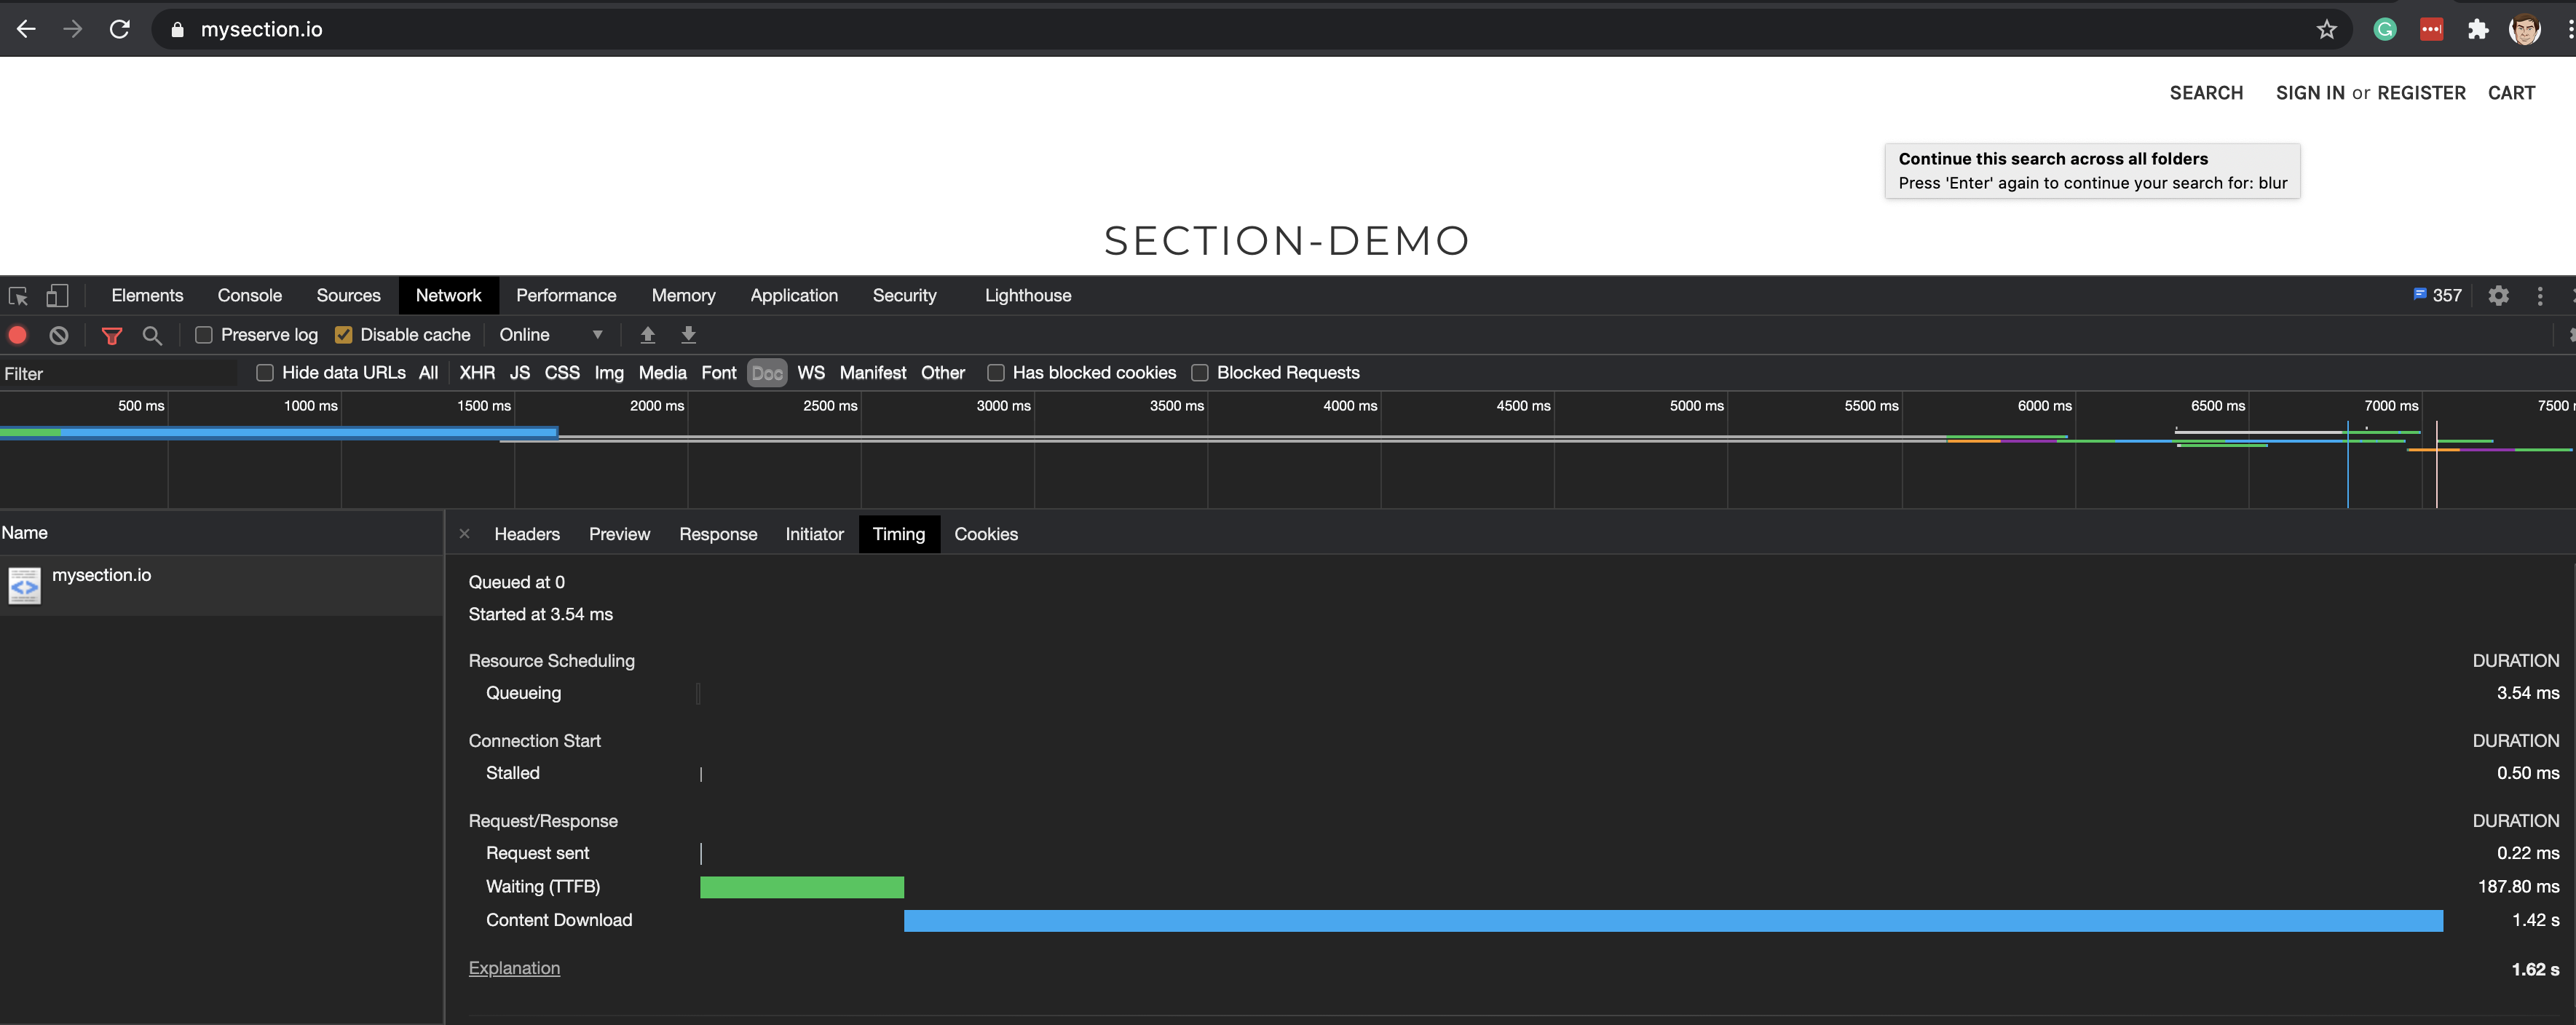 mysection.io
SEARCH SIGN IN or REGISTER CART
Continue this search across all folders
Press 'Enter' again to continue your search for: blur
SECTION-DEMO
Elements Console Sources Network Performance Memory Application Security Lighthouse 357
Preserve log Disable cache Online
Filter Hide data URLs All XHR JS CSS Img Media Font Doc WS Manifest Other Has blocked cookies Blocked Requests
500 ms 1000 ms 1500 ms 2000 ms 2500 ms 3000 ms 3500 ms 4000 ms 4500 ms 5000 ms 5500 ms 6000 ms 6500 ms 7000 ms 7500
Name
mysection.io
Headers Preview Response Initiator Timing Cookies
Queued at 0
Started at 3.54 ms
Resource Scheduling DURATION
Queueing 3.54 ms
Connection Start DURATION
Stalled 0.50 ms
Request/Response DURATION
Request sent 0.22 ms
Waiting (TTFB) 187.80 ms
Content Download 1.42 s
Explanation 1.62 s